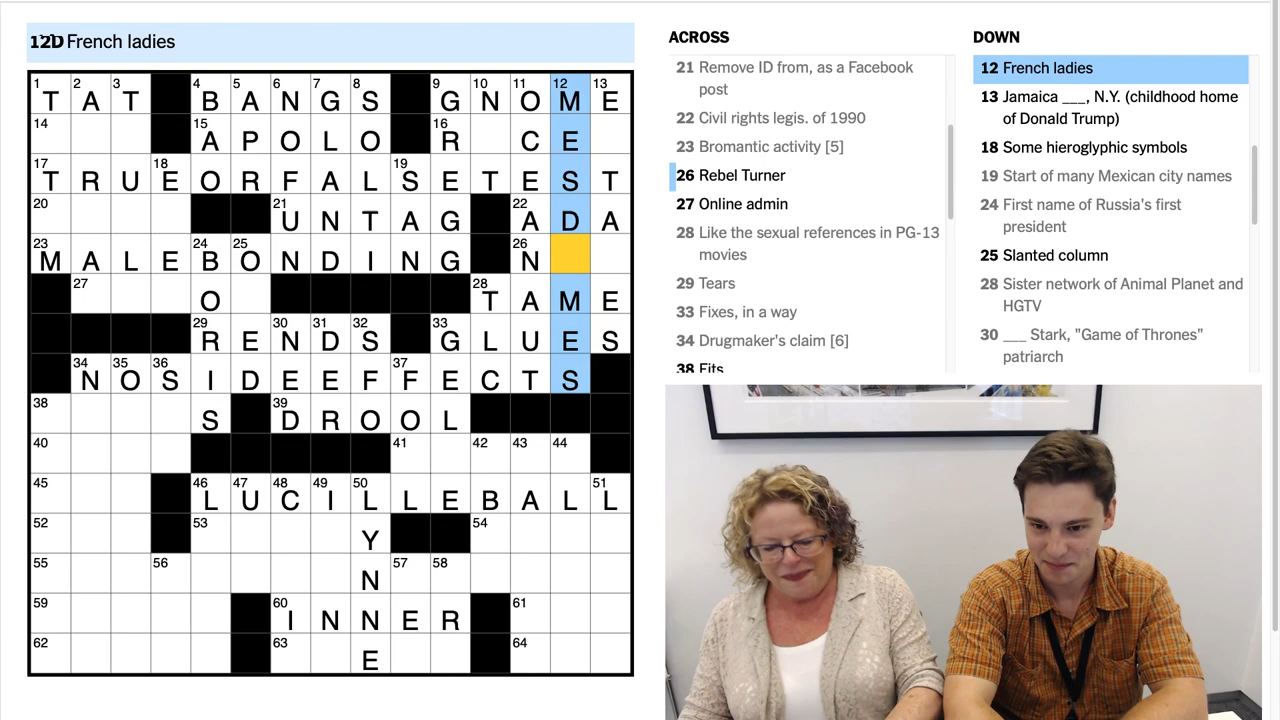 12D French ladies
1 2 3 4 5 6 7 8 9 10 11 12 13
T A T B A N G S G N O M E
14 15 16
A P O L O R C E
17 18 19
T R U E O R F A L S E T E S T
20 21 22
U N T A G A D A
23 24 25 26
M A L E B O N D I N G N
27 28
O T A M E
29 30 31 32 33
R E N D S G L U E S
34 35 36 37
N O S I D E E F F E C T S
38 39
S D R O O L
40 41 42 43 44
45 46 47 48 49 50 51
L U C I L L E B A L L
52 53 54
Y
55 56 57 58
N
59 60 61
I N N E R
62 63 64
E
ACROSS
21 Remove ID from, as a Facebook
post
22 Civil rights legis. of 1990
23 Bromantic activity [5]
26 Rebel Turner
27 Online admin
28 Like the sexual references in PG-13
movies
29 Tears
33 Fixes, in a way
34 Drugmaker's claim [6]
38 Fits
DOWN
12 French ladies
13 Jamaica ___, N.Y. (childhood home
of Donald Trump)
18 Some hieroglyphic symbols
19 Start of many Mexican city names
24 First name of Russia's first
president
25 Slanted column
28 Sister network of Animal Planet and
HGTV
30 ___ Stark, "Game of Thrones"
patriarch